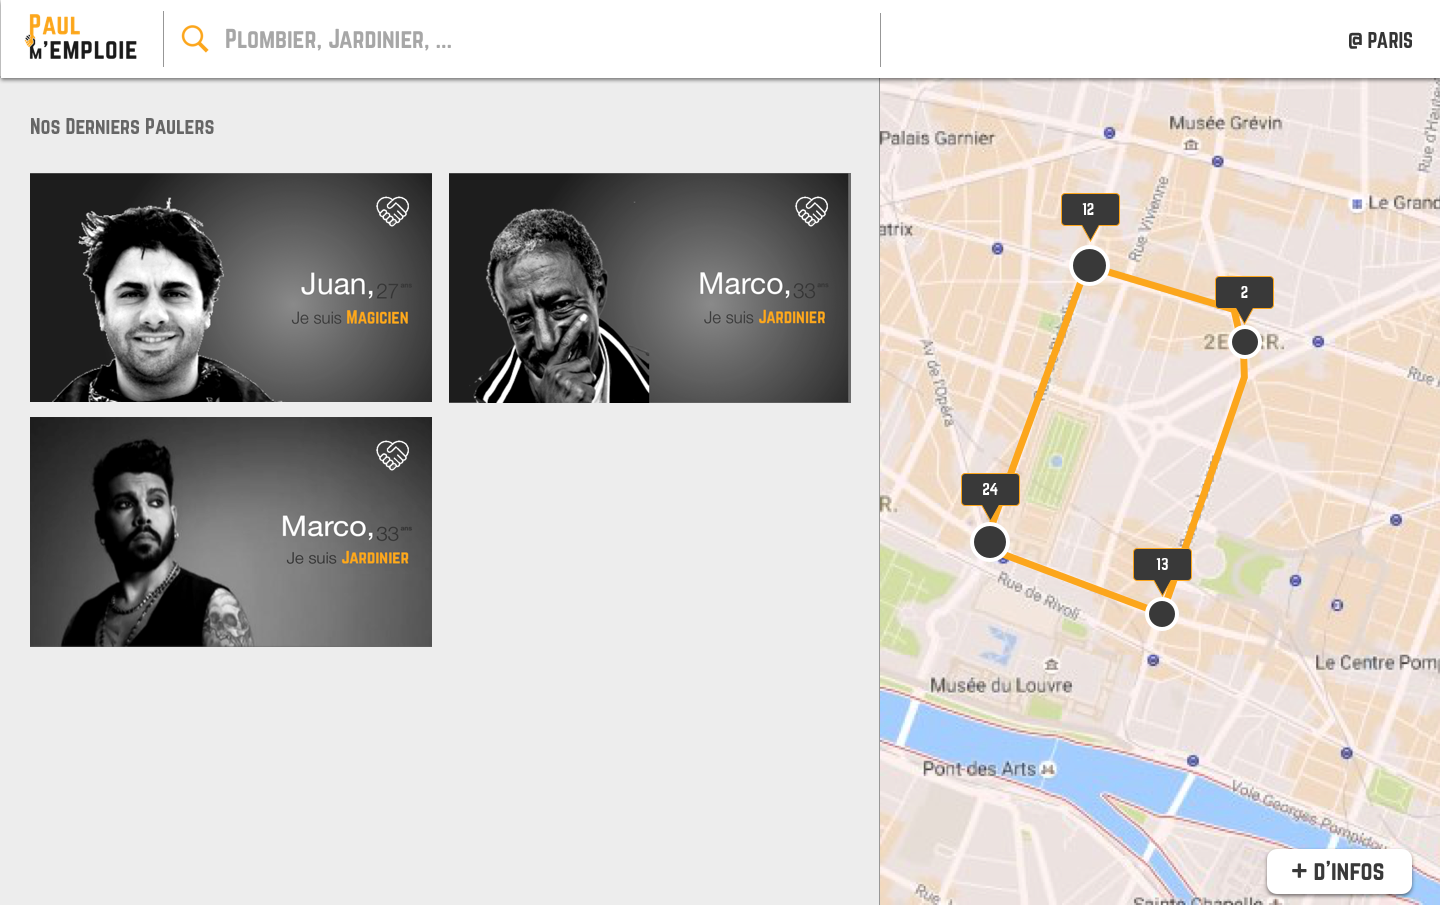 PAUL
M'EMPLOIE
PLOMBIER, JARDINIER, ...
@ PARIS
NOS DERNIERS PAULERS
Juan, 27 ans
Je suis MAGICIEN
Marco, 33 ans
Je suis JARDINIER
Marco, 33 ans
Je suis JARDINIER
Musée Grévin
Palais Garnier
Rue d'Haute
Le Grand
atrix
Rue Vivienne
12
2
2E
R.
Av de l'Opéra
Rue
24
R.
13
Rue de Rivoli
Le Centre Pomp
Musée du Louvre
Pont des Arts
Voie Georges Pompidou
+ D'INFOS
Rue J
Sainte Chapelle